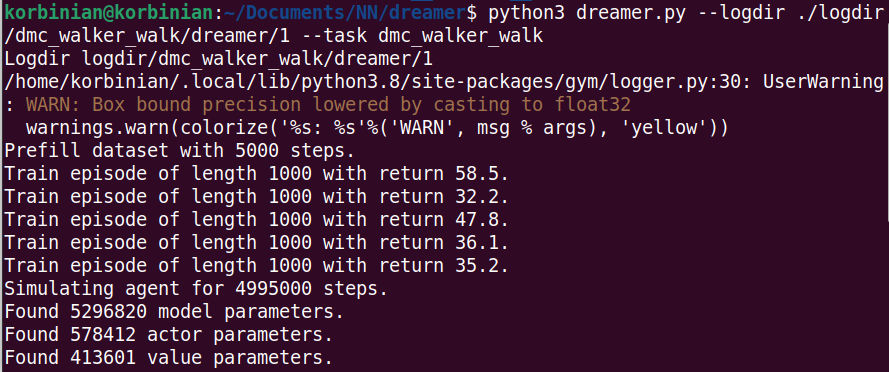 korbinian@korbinian:~/Documents/NN/dreamer$ python3 dreamer.py --logdir ./logdir
/dmc_walker_walk/dreamer/1 --task dmc_walker_walk
Logdir logdir/dmc_walker_walk/dreamer/1
/home/korbinian/.local/lib/python3.8/site-packages/gym/logger.py:30: UserWarning
: WARN: Box bound precision lowered by casting to float32
  warnings.warn(colorize('%s: %s'%('WARN', msg % args), 'yellow'))
Prefill dataset with 5000 steps.
Train episode of length 1000 with return 58.5.
Train episode of length 1000 with return 32.2.
Train episode of length 1000 with return 47.8.
Train episode of length 1000 with return 36.1.
Train episode of length 1000 with return 35.2.
Simulating agent for 4995000 steps.
Found 5296820 model parameters.
Found 578412 actor parameters.
Found 413601 value parameters.